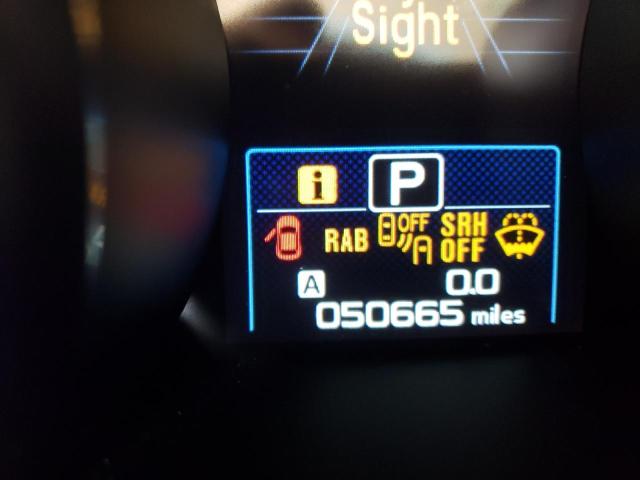 Sight
i P
RAB OFF SRH OFF
A 0.0
050665 miles